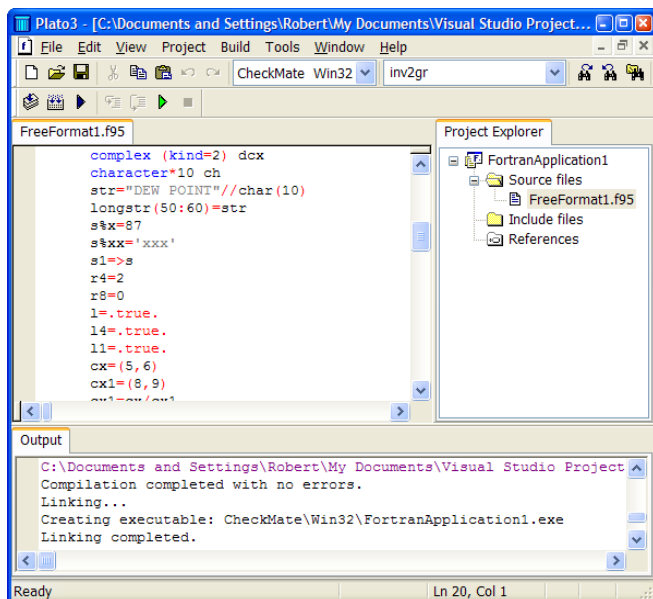 Plato3 - [C:\Documents and Settings\Robert\My Documents\Visual Studio Project...
File Edit View Project Build Tools Window Help
CheckMate Win32 inv2gr
FreeFormat1.f95
complex (kind=2) dcx
character*10 ch
str="DEW POINT"//char(10)
longstr(50:60)=str
s%x=87
s%xx='xxx'
s1=>s
r4=2
r8=0
l=.true.
l4=.true.
l1=.true.
cx=(5,6)
cx1=(8,9)
cx1=cx/cx1
Project Explorer
FortranApplication1
Source files
FreeFormat1.f95
Include files
References
Output
C:\Documents and Settings\Robert\My Documents\Visual Studio Project
Compilation completed with no errors.
Linking...
Creating executable: CheckMate\Win32\FortranApplication1.exe
Linking completed.
Ready Ln 20, Col 1